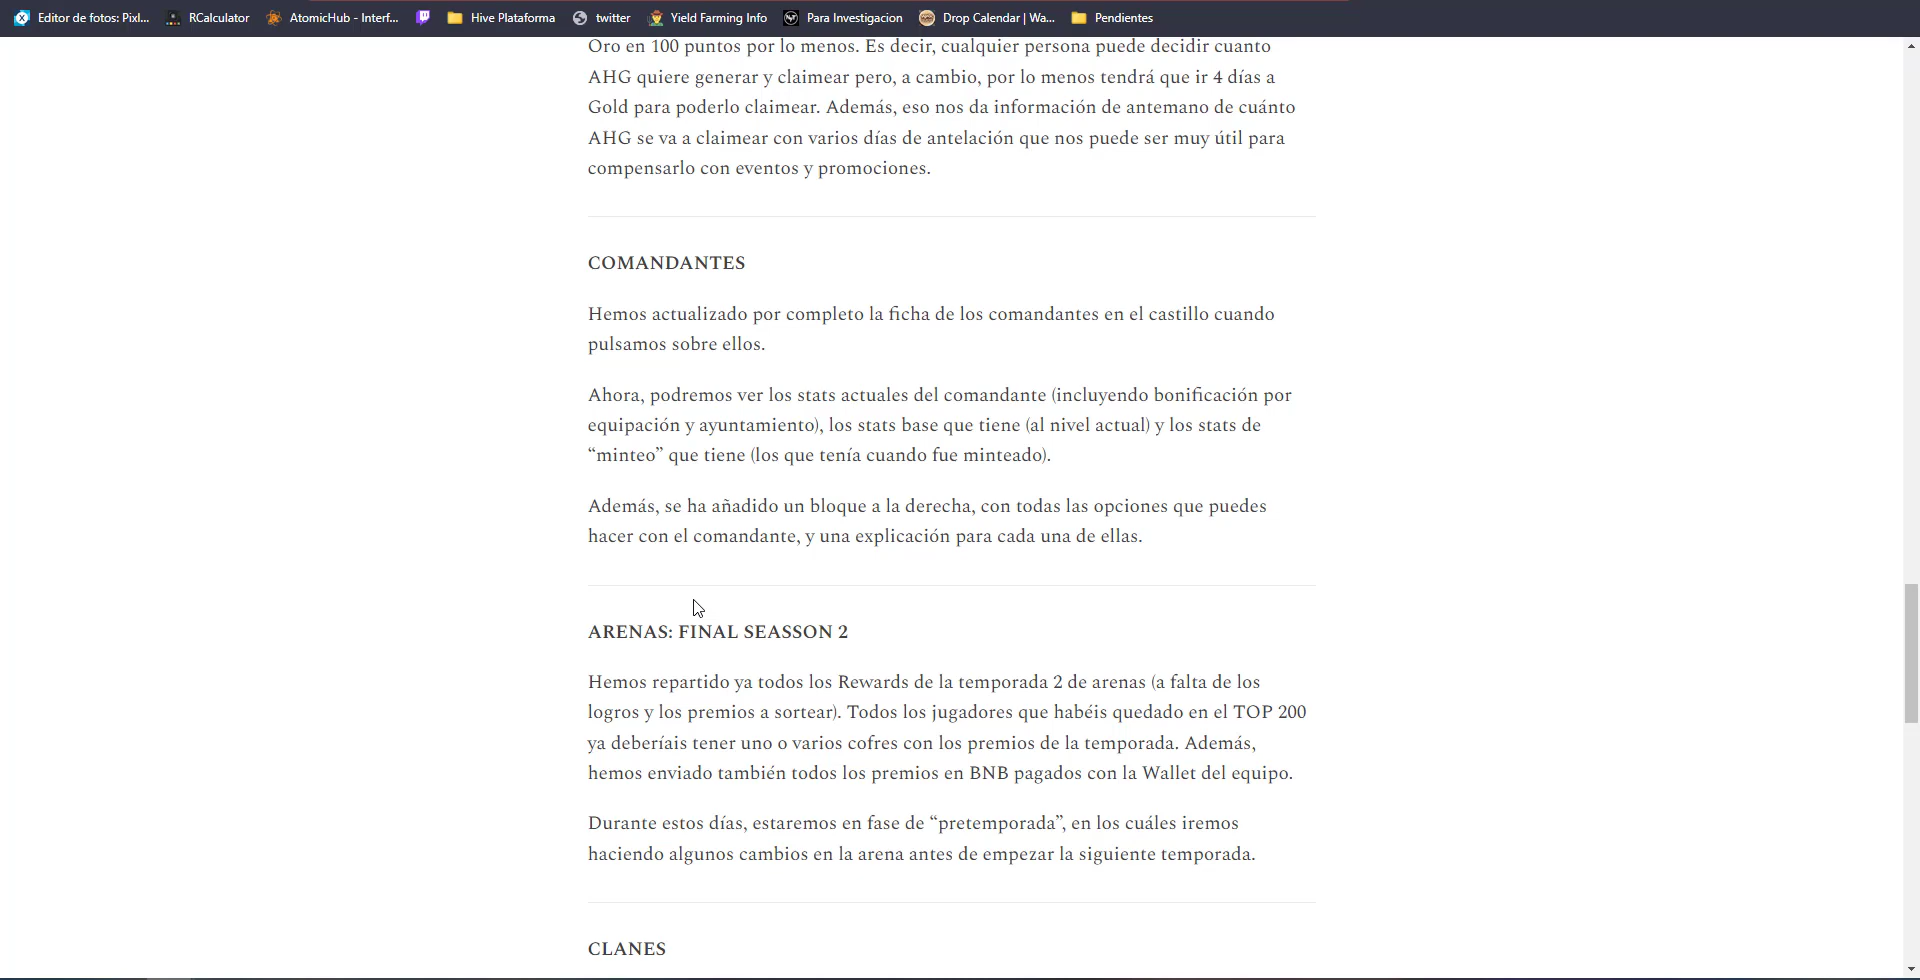 Editor de fotos: Pixl... RCalculator AtomicHub - Interf... Hive Plataforma twitter Yield Farming Info Para Investigacion Drop Calendar | Wa... Pendientes
Oro en 100 puntos por lo menos. Es decir, cualquier persona puede decidir cuanto
AHG quiere generar y claimear pero, a cambio, por lo menos tendrá que ir 4 días a
Gold para poderlo claimear. Además, eso nos da información de antemano de cuánto
AHG se va a claimear con varios días de antelación que nos puede ser muy útil para
compensarlo con eventos y promociones.
COMANDANTES
Hemos actualizado por completo la ficha de los comandantes en el castillo cuando
pulsamos sobre ellos.
Ahora, podremos ver los stats actuales del comandante (incluyendo bonificación por
equipación y ayuntamiento), los stats base que tiene (al nivel actual) y los stats de
“minteo” que tiene (los que tenía cuando fue minteado).
Además, se ha añadido un bloque a la derecha, con todas las opciones que puedes
hacer con el comandante, y una explicación para cada una de ellas.
ARENAS: FINAL SEASSON 2
Hemos repartido ya todos los Rewards de la temporada 2 de arenas (a falta de los
logros y los premios a sortear). Todos los jugadores que habéis quedado en el TOP 200
ya deberíais tener uno o varios cofres con los premios de la temporada. Además,
hemos enviado también todos los premios en BNB pagados con la Wallet del equipo.
Durante estos días, estaremos en fase de “pretemporada”, en los cuáles iremos
haciendo algunos cambios en la arena antes de empezar la siguiente temporada.
CLANES